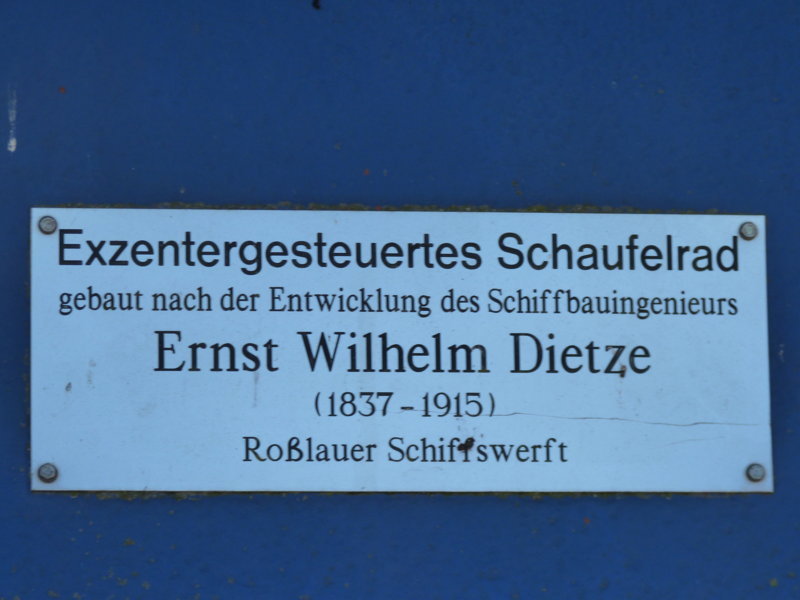 Exzentergesteuertes Schaufelrad
gebaut nach der Entwicklung des Schiffbauingenieurs
Ernst Wilhelm Dietze
(1837-1915)
Roßlauer Schiffswerft